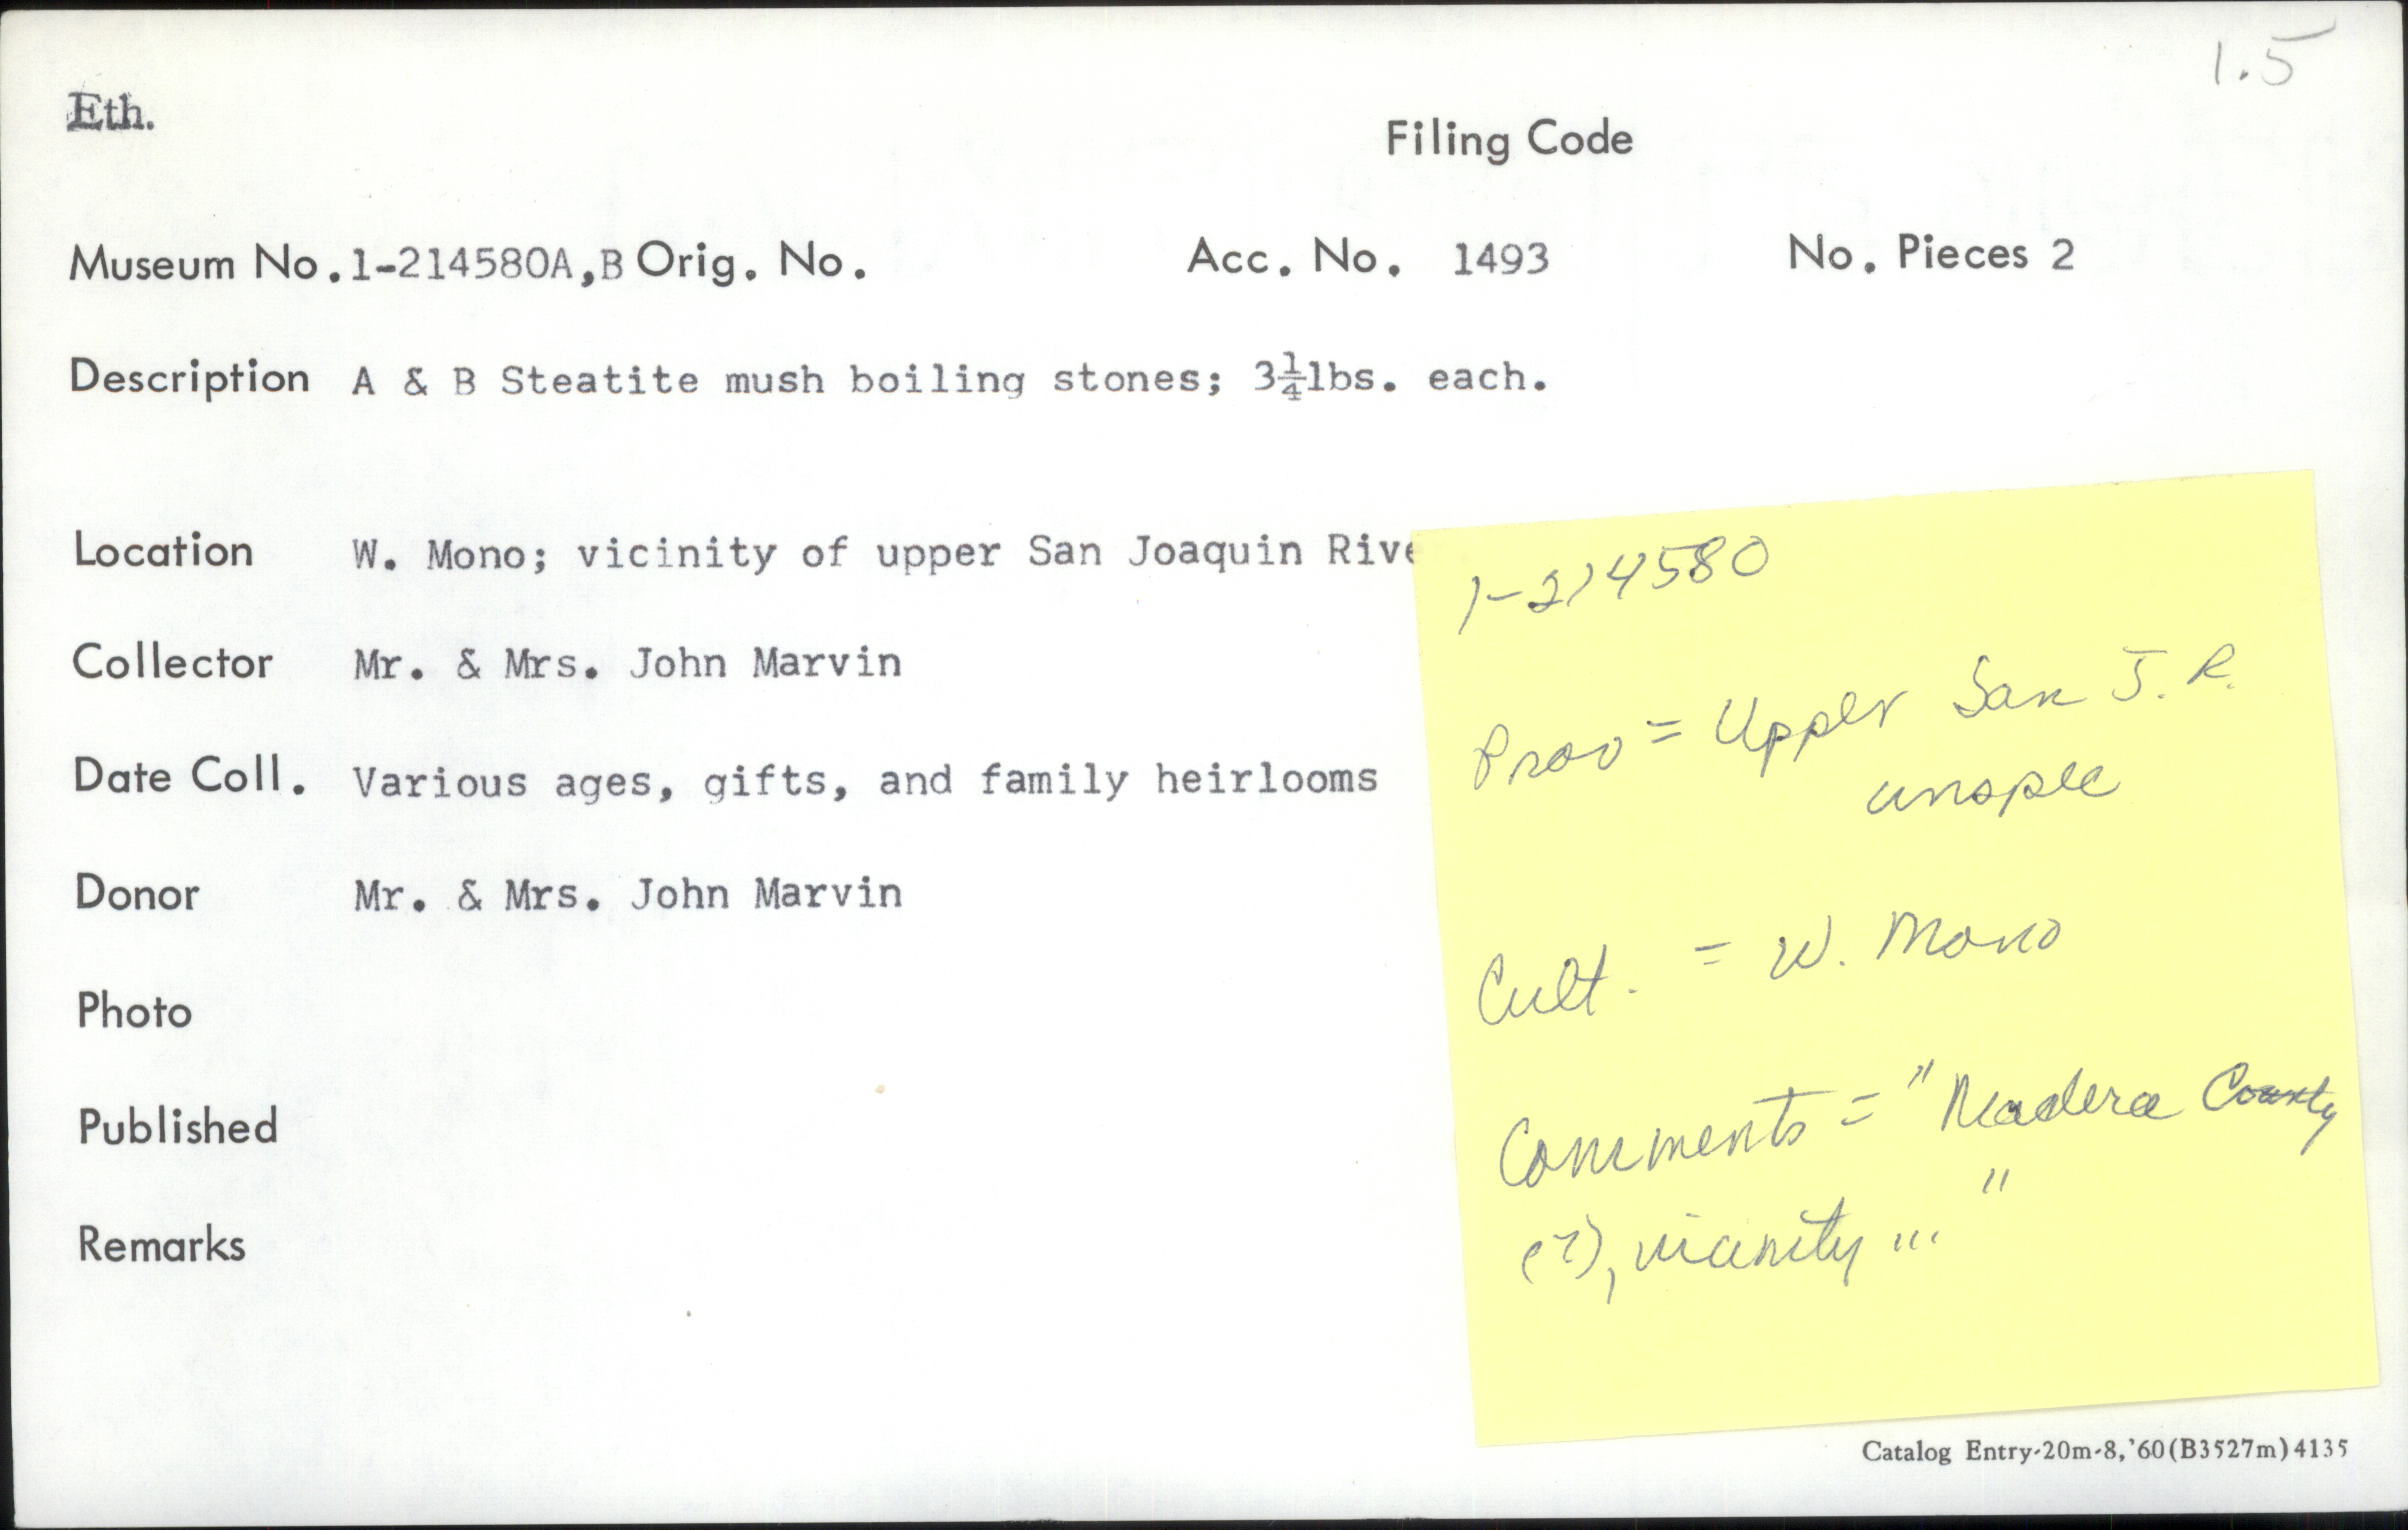 1.5
Eth.
Filing Code
Museum No. 1-214580A,B Orig. No. Acc. No. 1493 No. Pieces 2
Description A & B Steatite mush boiling stones; 3¼lbs. each.
Location W. Mono; vicinity of upper San Joaquin Rive
Collector Mr. & Mrs. John Marvin
Date Coll. Various ages, gifts, and family heirlooms
Donor Mr. & Mrs. John Marvin
Photo
Published
Remarks
1-214580
Prov = Upper San J. R.
unspec
Cult. = W. Mono
Comments = "Madera County
(?), vicinity ... "
Catalog Entry-20m-8,'60(B3527m)4135